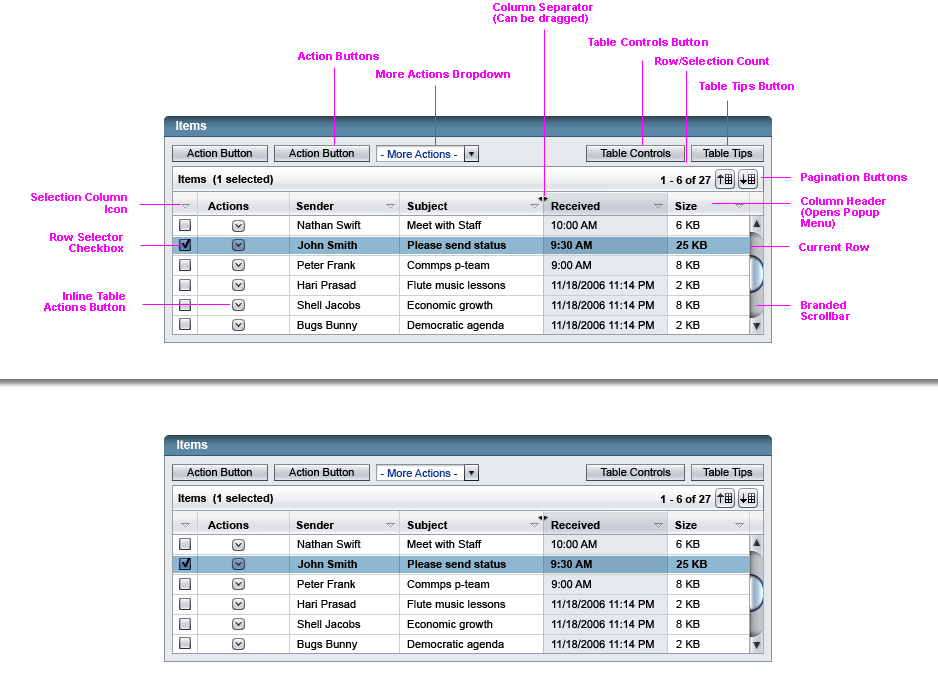 Column Separator
(Can be dragged)
Table Controls Button
Action Buttons
Row/Selection Count
More Actions Dropdown
Table Tips Button
Items
Action Button
Action Button
- More Actions -
Table Controls
Table Tips
Items (1 selected)
1 - 6 of 27
Pagination Buttons
Selection Column
Icon
Actions
Sender
Subject
Received
Size
Column Header
(Opens Popup
Menu)
Nathan Swift
Meet with Staff
10:00 AM
6 KB
Row Selector
Checkbox
John Smith
Please send status
9:30 AM
25 KB
Current Row
Peter Frank
Commps p-team
9:00 AM
8 KB
Hari Prasad
Flute music lessons
11/18/2006 11:14 PM
2 KB
Inline Table
Actions Button
Shell Jacobs
Economic growth
11/18/2006 11:14 PM
8 KB
Branded
Scrollbar
Bugs Bunny
Democratic agenda
11/18/2006 11:14 PM
2 KB
Items
Action Button
Action Button
- More Actions -
Table Controls
Table Tips
Items (1 selected)
1 - 6 of 27
Actions
Sender
Subject
Received
Size
Nathan Swift
Meet with Staff
10:00 AM
6 KB
John Smith
Please send status
9:30 AM
25 KB
Peter Frank
Commps p-team
9:00 AM
8 KB
Hari Prasad
Flute music lessons
11/18/2006 11:14 PM
2 KB
Shell Jacobs
Economic growth
11/18/2006 11:14 PM
8 KB
Bugs Bunny
Democratic agenda
11/18/2006 11:14 PM
2 KB